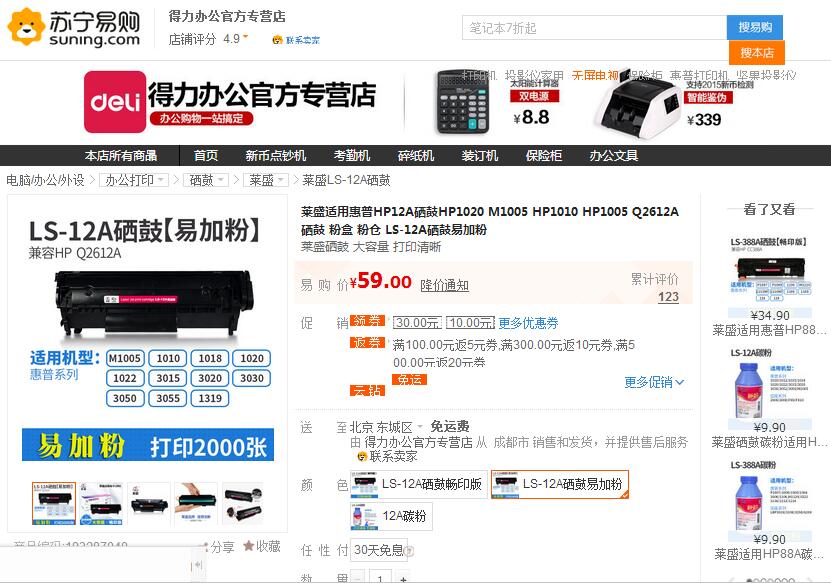 苏宁易购
suning.com
得力办公官方专营店
店铺评分 4.9
联系卖家
笔记本7折起
搜易购
搜本店
打印机 投影仪家用 无屏电视 保险柜 惠普打印机 坚果投影仪
deli 得力办公官方专营店
办公购物一站搞定
太阳能计算器
双电源
¥8.8
支持2015新币检测
智能鉴伪
¥339
本店所有商品 首页 新币点钞机 考勤机 碎纸机 装订机 保险柜 办公文具
电脑/办公/外设 > 办公打印 > 硒鼓 > 莱盛 > 莱盛LS-12A硒鼓
LS-12A硒鼓【易加粉】
兼容HP Q2612A
适用机型:
惠普系列
M1005 1010 1018 1020
1022 3015 3020 3030
3050 3055 1319
易加粉 打印2000张
分享 收藏
莱盛适用惠普HP12A硒鼓HP1020 M1005 HP1010 HP1005 Q2612A
硒鼓 粉盒 粉仓 LS-12A硒鼓易加粉
莱盛硒鼓 大容量 打印清晰
易购价 ¥59.00 降价通知
累计评价
123
促销 领券 30.00元 10.00元 更多优惠券
返券 满100.00元返5元券,满300.00元返10元券,满5
00.00元返20元券
免运
云钻
更多促销
送至 北京 东城区 免运费
由 得力办公官方专营店 从 成都市 销售和发货，并提供售后服务
联系卖家
颜色 LS-12A硒鼓畅印版 LS-12A硒鼓易加粉
12A碳粉
任性付 30天免息
数量 1 +
看了又看
LS-388A硒鼓【畅印版】
¥34.90
莱盛适用惠普HP88...
LS-12A碳粉
适用机型:
¥9.90
莱盛硒鼓碳粉适用H...
LS-388A碳粉
适用机型:
¥9.90
莱盛适用HP88A碳...